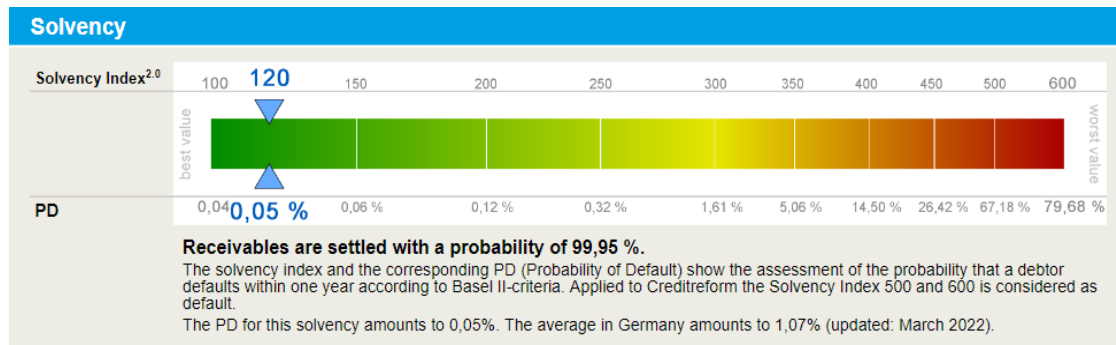 Solvency
Solvency Index2.0 100 120 150 200 250 300 350 400 450 500 600
best value
worst value
PD 0,04 0,05 % 0,06 % 0,12 % 0,32 % 1,61 % 5,06 % 14,50 % 26,42 % 67,18 % 79,68 %
Receivables are settled with a probability of 99,95 %.
The solvency index and the corresponding PD (Probability of Default) show the assessment of the probability that a debtor
defaults within one year according to Basel II-criteria. Applied to Creditreform the Solvency Index 500 and 600 is considered as
default.
The PD for this solvency amounts to 0,05%. The average in Germany amounts to 1,07% (updated: March 2022).